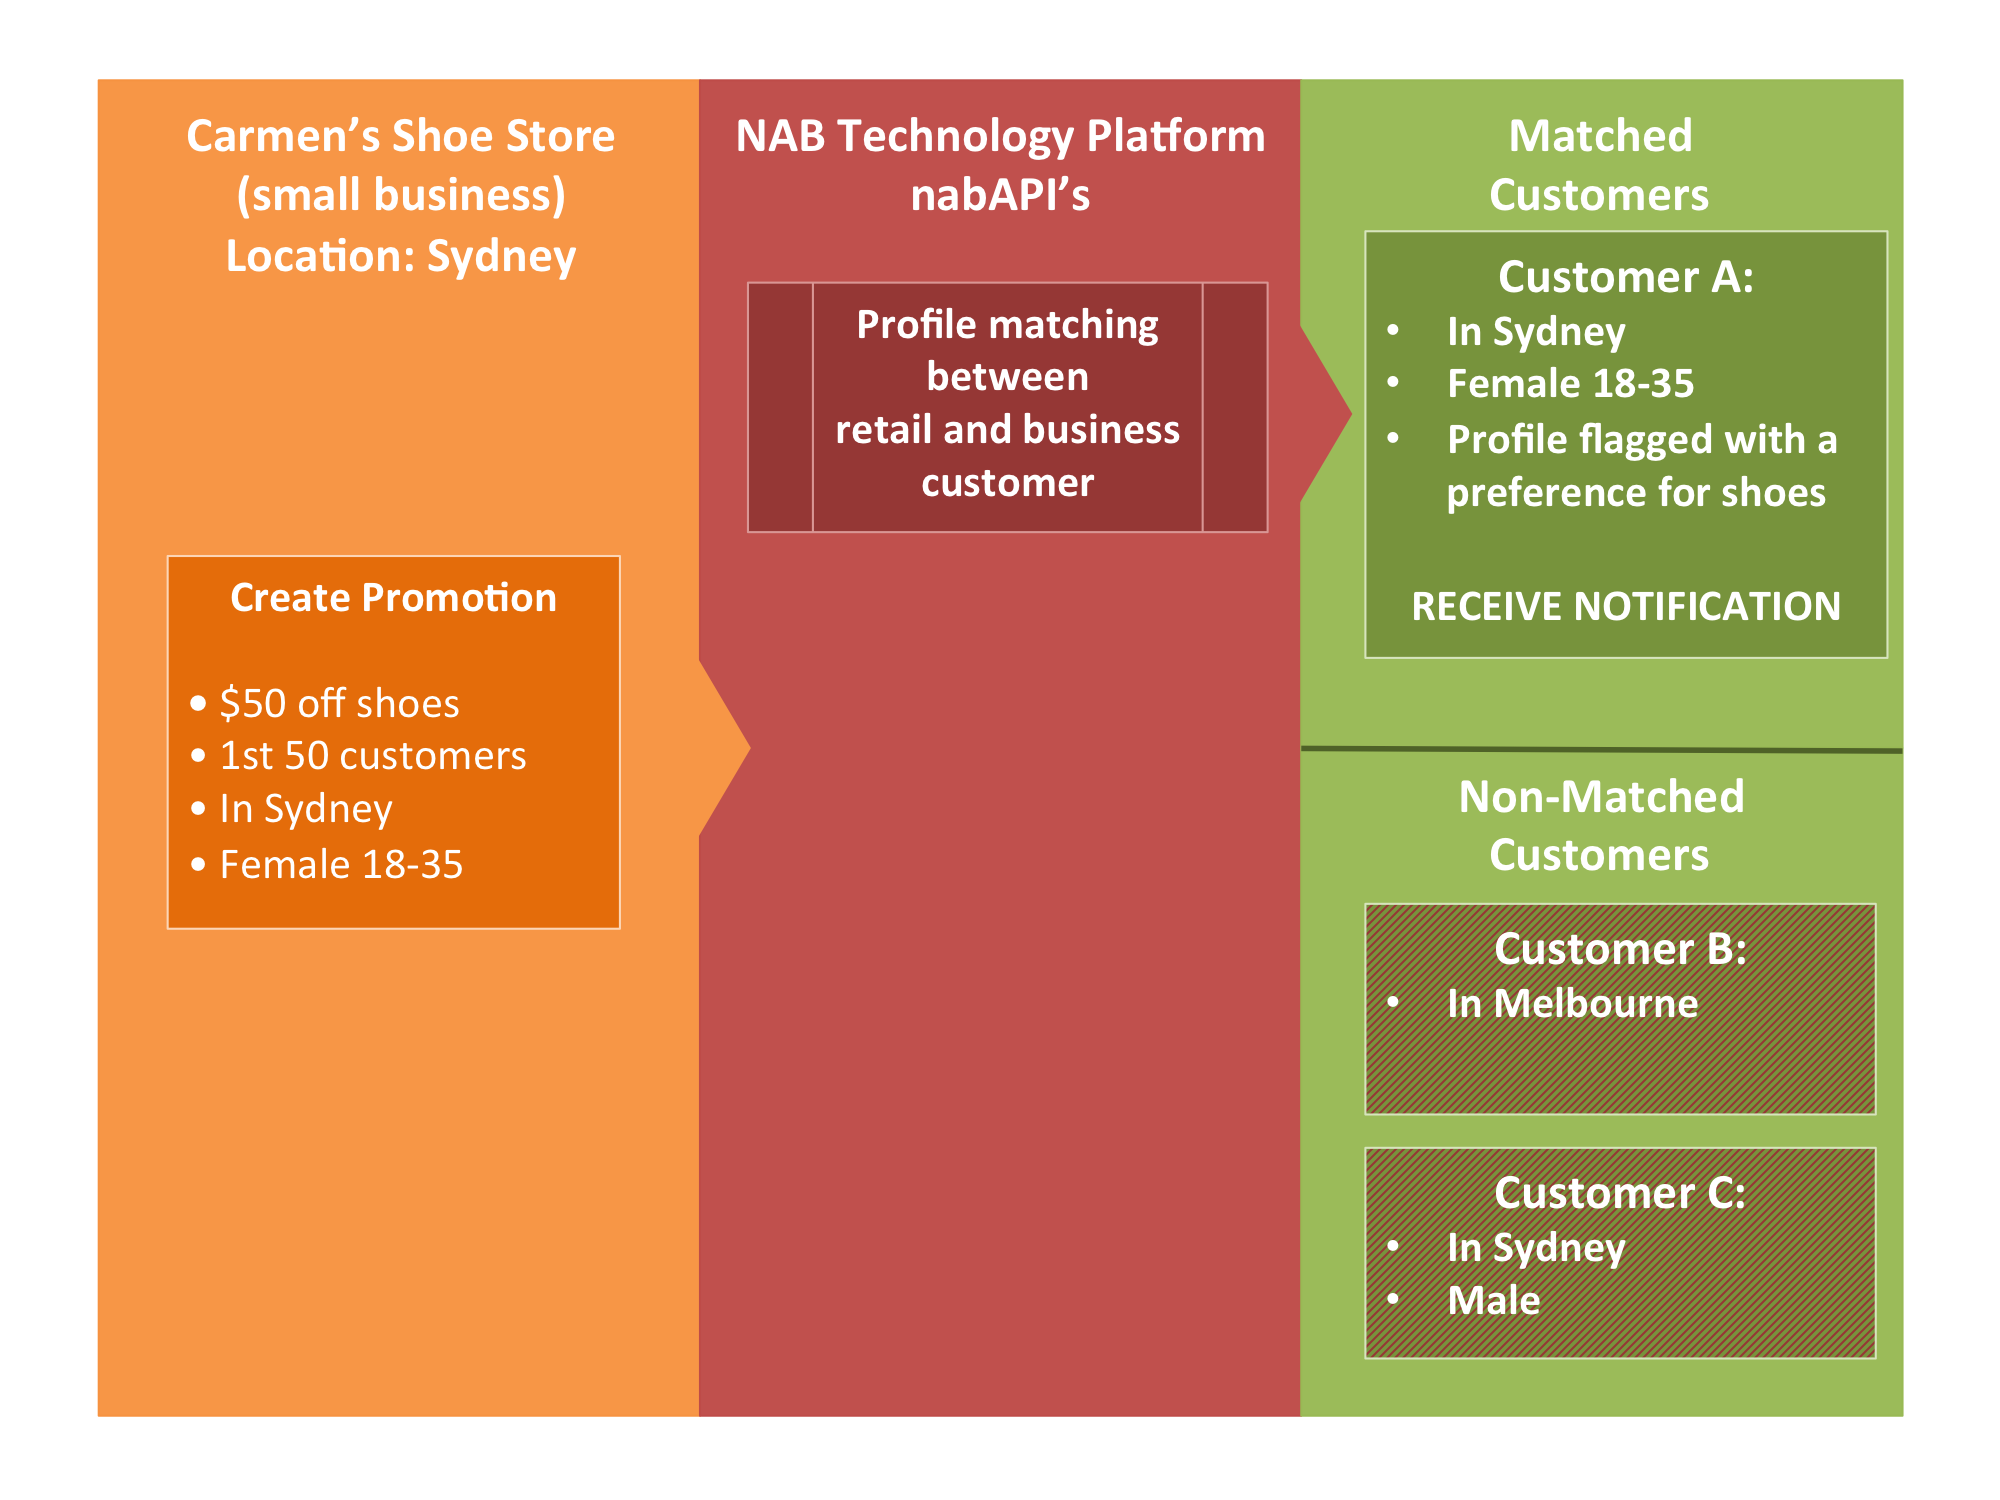 Carmen’s Shoe Store
(small business)
Location: Sydney
Create Promotion
• $50 off shoes
• 1st 50 customers
• In Sydney
• Female 18-35
NAB Technology Platform
nabAPI’s
Profile matching
between
retail and business
customer
Matched
Customers
Customer A:
• In Sydney
• Female 18-35
• Profile flagged with a
preference for shoes
RECEIVE NOTIFICATION
Non-Matched
Customers
Customer B:
• In Melbourne
Customer C:
• In Sydney
• Male